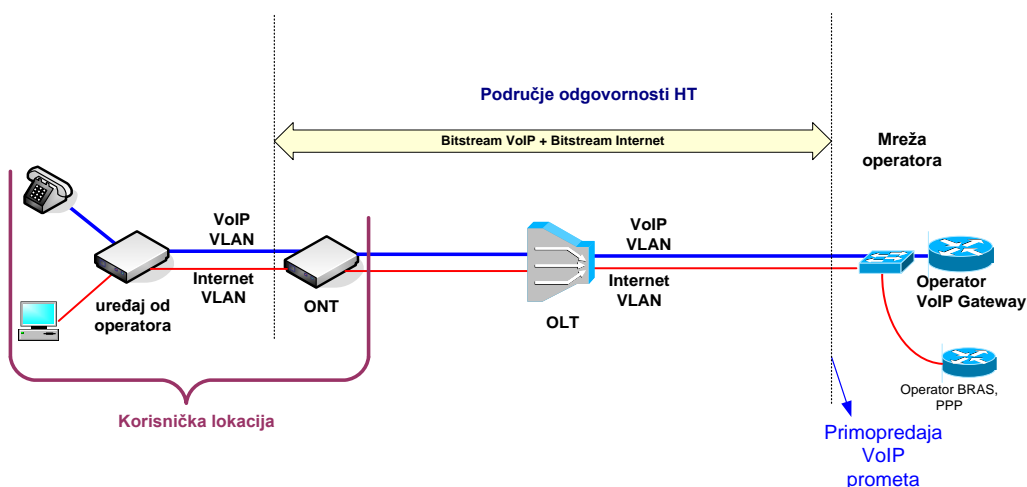 Područje odgovornosti HT
Bitstream VoIP + Bitstream Internet
Mreža
operatora
VoIP
VLAN
Internet
VLAN
uređaj od
operatora
ONT
OLT
VoIP
VLAN
Internet
VLAN
Operator
VoIP Gateway
Operator BRAS,
PPP
Korisnička lokacija
Primopredaja
VoIP
prometa